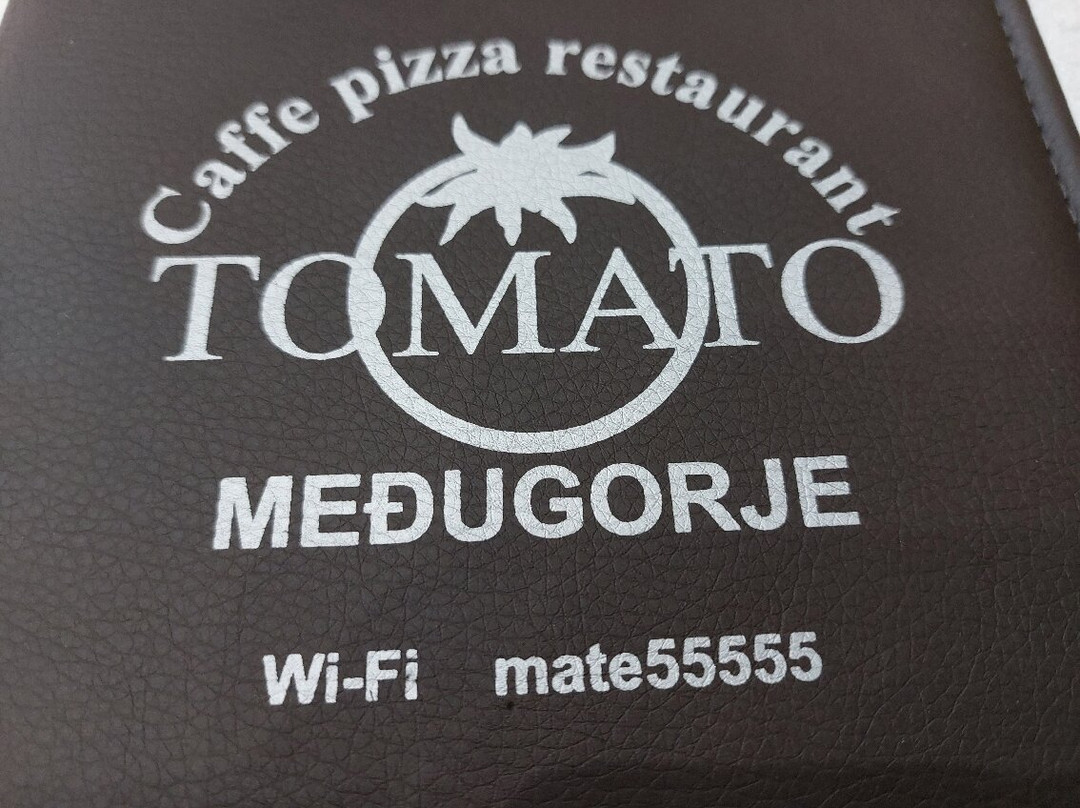 Caffe pizza restaurant
TOMATO
MEĐUGORJE
Wi-Fi mate55555